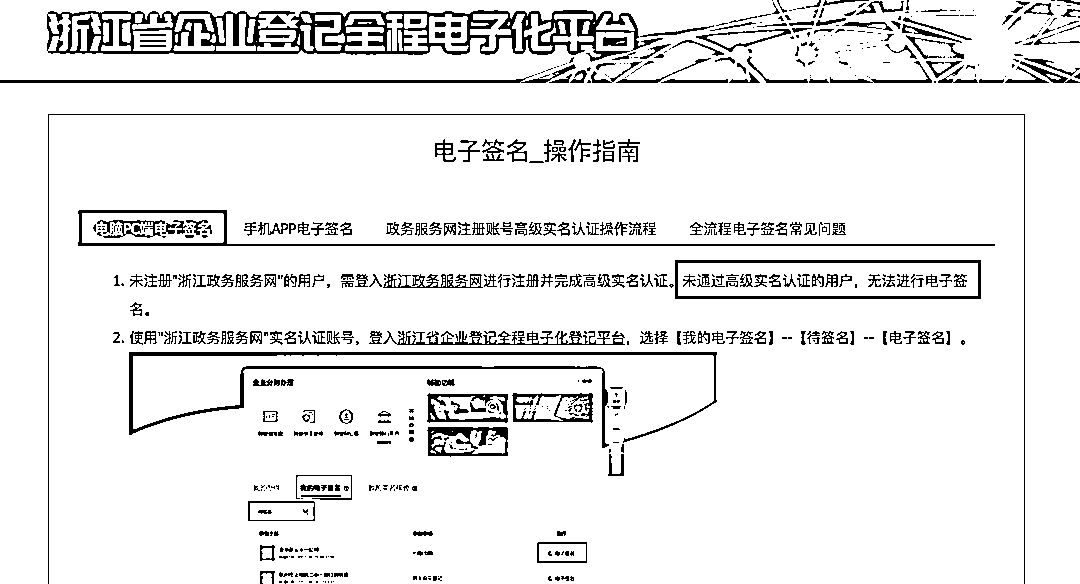 浙江省企业登记全程电子化平台
电子签名_操作指南
电脑PC端电子签名 手机APP电子签名 政务服务网注册账号高级实名认证操作流程 全流程电子签名常见问题
1. 未注册"浙江政务服务网"的用户，需登入浙江政务服务网进行注册并完成高级实名认证。未通过高级实名认证的用户，无法进行电子签
名。
2. 使用"浙江政务服务网"实名认证账号，登入浙江省企业登记全程电子化登记平台，选择【我的电子签名】--【待签名】--【电子签名】。
我的电子签名